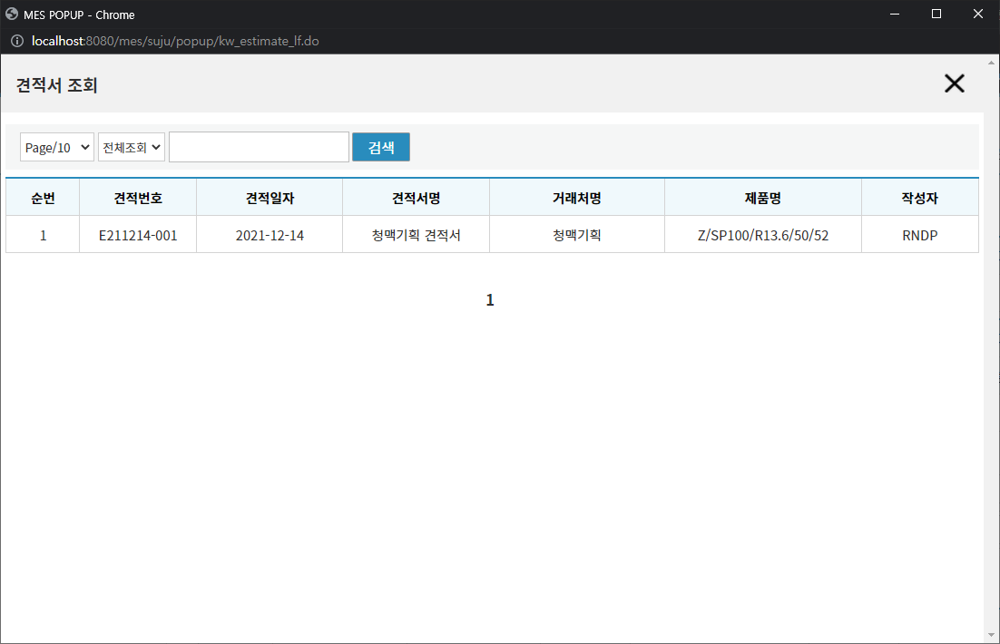 MES POPUP - Chrome
localhost:8080/mes/suju/popup/kw_estimate_lf.do
견적서 조회
Page/10 전체조회 검색
순번 견적번호 견적일자 견적서명 거래처명 제품명 작성자
1 E211214-001 2021-12-14 청맥기획 견적서 청맥기획 Z/SP100/R13.6/50/52 RNDP
1